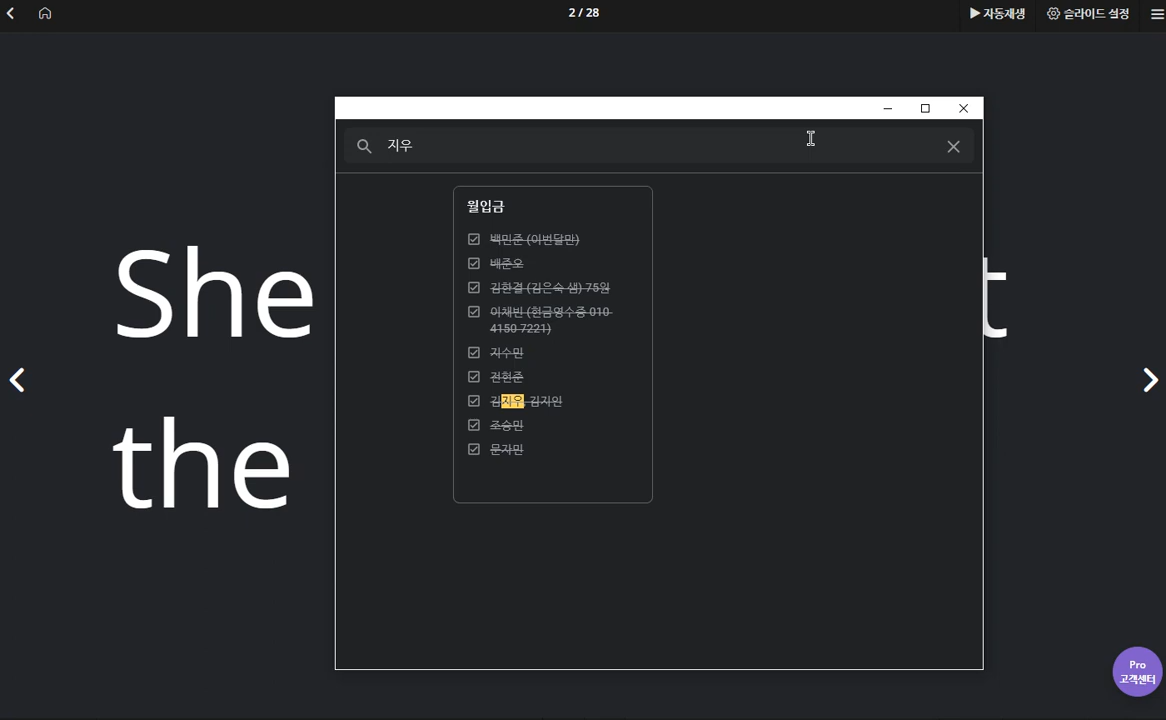 2 / 28
자동재생
슬라이드 설정
지우
월입금
She
t
백민준 (이번달만)
배준오
김한결 (김은숙 샘) 75원
이채빈 (현금영수증 010-
4150-7221)
지수민
전현준
김지우, 김지인
조승민
문자민
the
Pro
고객센터